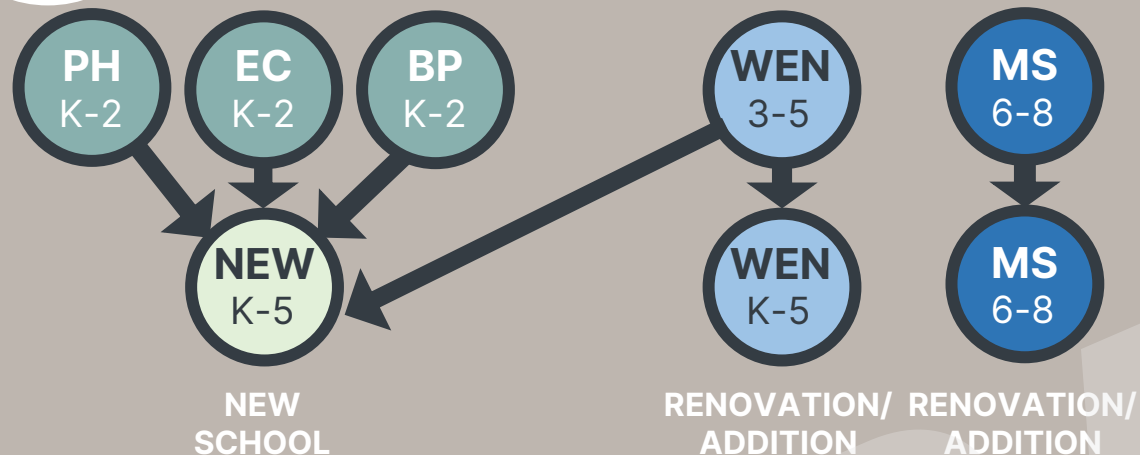 PH
K-2
EC
K-2
BP
K-2
WEN
3-5
MS
6-8
NEW
K-5
WEN
K-5
MS
6-8
NEW
SCHOOL
RENOVATION/
ADDITION
RENOVATION/
ADDITION